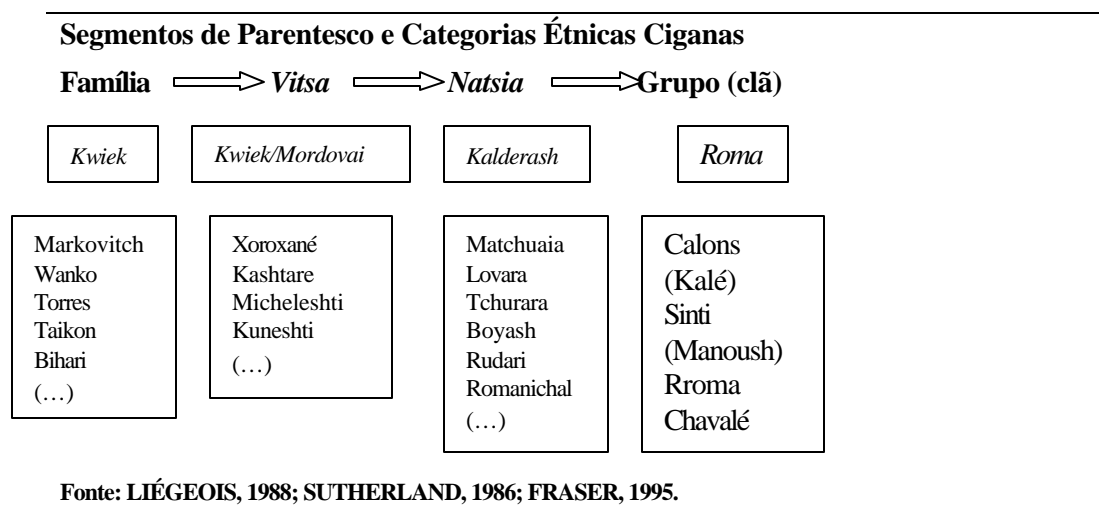 Segmentos de Parentesco e Categorias Étnicas Ciganas
Família Vitsa Natsia Grupo (clã)
Kwiek
Kwiek/Mordovai
Kalderash
Roma
Markovitch
Wanko
Torres
Taikon
Bihari
(…)
Xoroxané
Kashtare
Micheleshti
Kuneshti
(…)
Matchuaia
Lovara
Tchurara
Boyash
Rudari
Romanichal
(…)
Calons
(Kalé)
Sinti
(Manoush)
Rroma
Chavalé
Fonte: LIÉGEOIS, 1988; SUTHERLAND, 1986; FRASER, 1995.